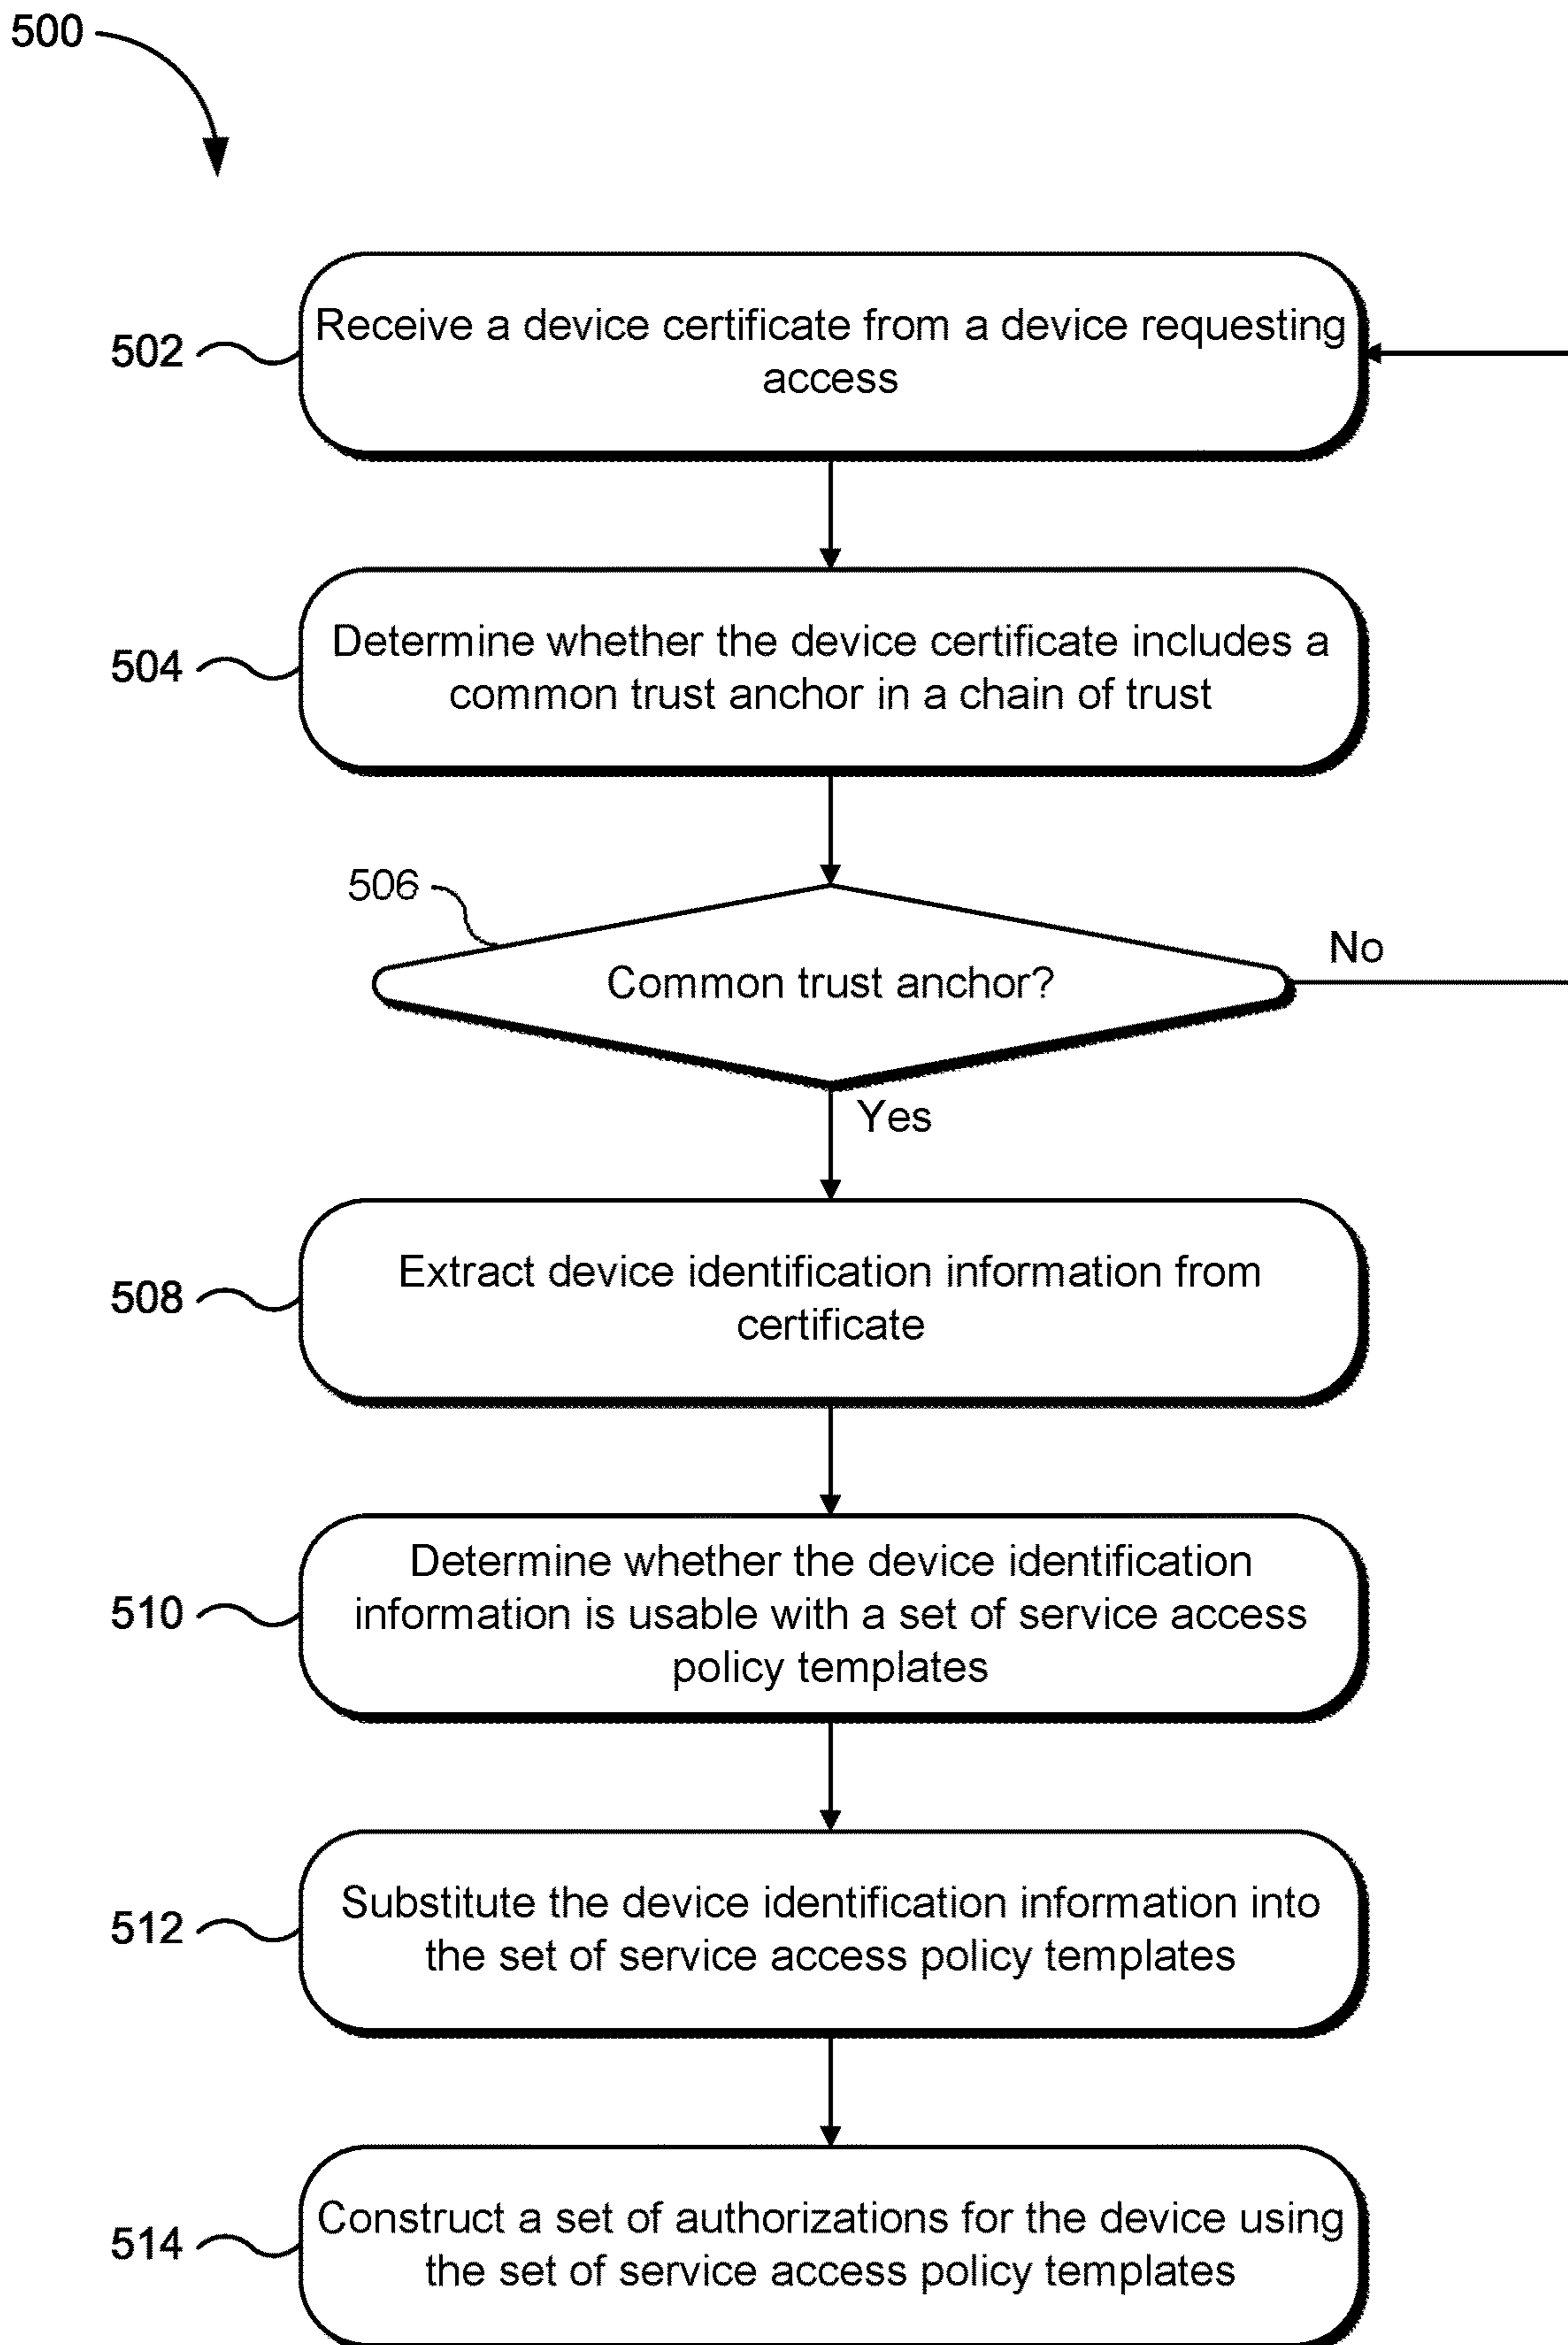 500
502
Receive a device certificate from a device requesting
access
504
Determine whether the device certificate includes a
common trust anchor in a chain of trust
506
Common trust anchor?
No
Yes
508
Extract device identification information from
certificate
510
Determine whether the device identification
information is usable with a set of service access
policy templates
512
Substitute the device identification information into
the set of service access policy templates
514
Construct a set of authorizations for the device using
the set of service access policy templates